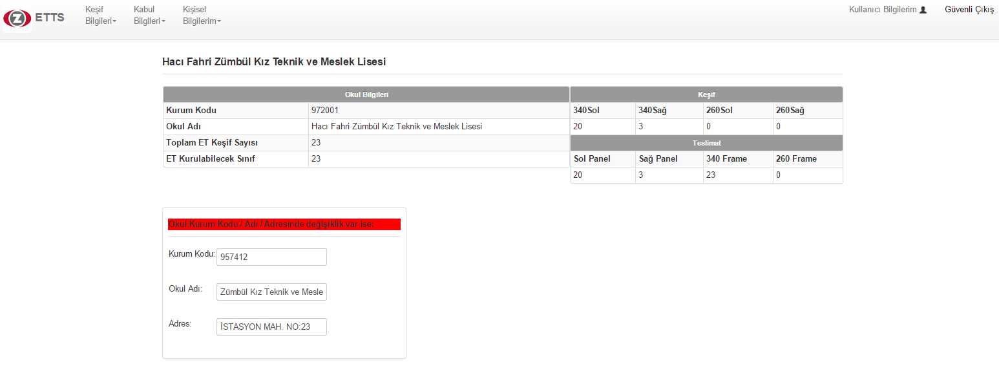 Z ETTS
Keşif
Bilgileri
Kabul
Bilgileri
Kişisel
Bilgilerim
Kullanıcı Bilgilerim
Güvenli Çıkış
Hacı Fahri Zümbül Kız Teknik ve Meslek Lisesi
Okul Bilgileri
Kurum Kodu 972001
Okul Adı Hacı Fahri Zümbül Kız Teknik ve Meslek Lisesi
Toplam ET Keşif Sayısı 23
ET Kurulabilecek Sınıf 23
Keşif
340Sol 340Sağ 260Sol 260Sağ
20 3 0 0
Teslimat
Sol Panel Sağ Panel 340 Frame 260 Frame
20 3 23 0
Okul Kurum Kodu / Adı / Adresinde değişiklik var ise;
Kurum Kodu: 957412
Okul Adı: Zümbül Kız Teknik ve Mesle
Adres: İSTASYON MAH. NO:23